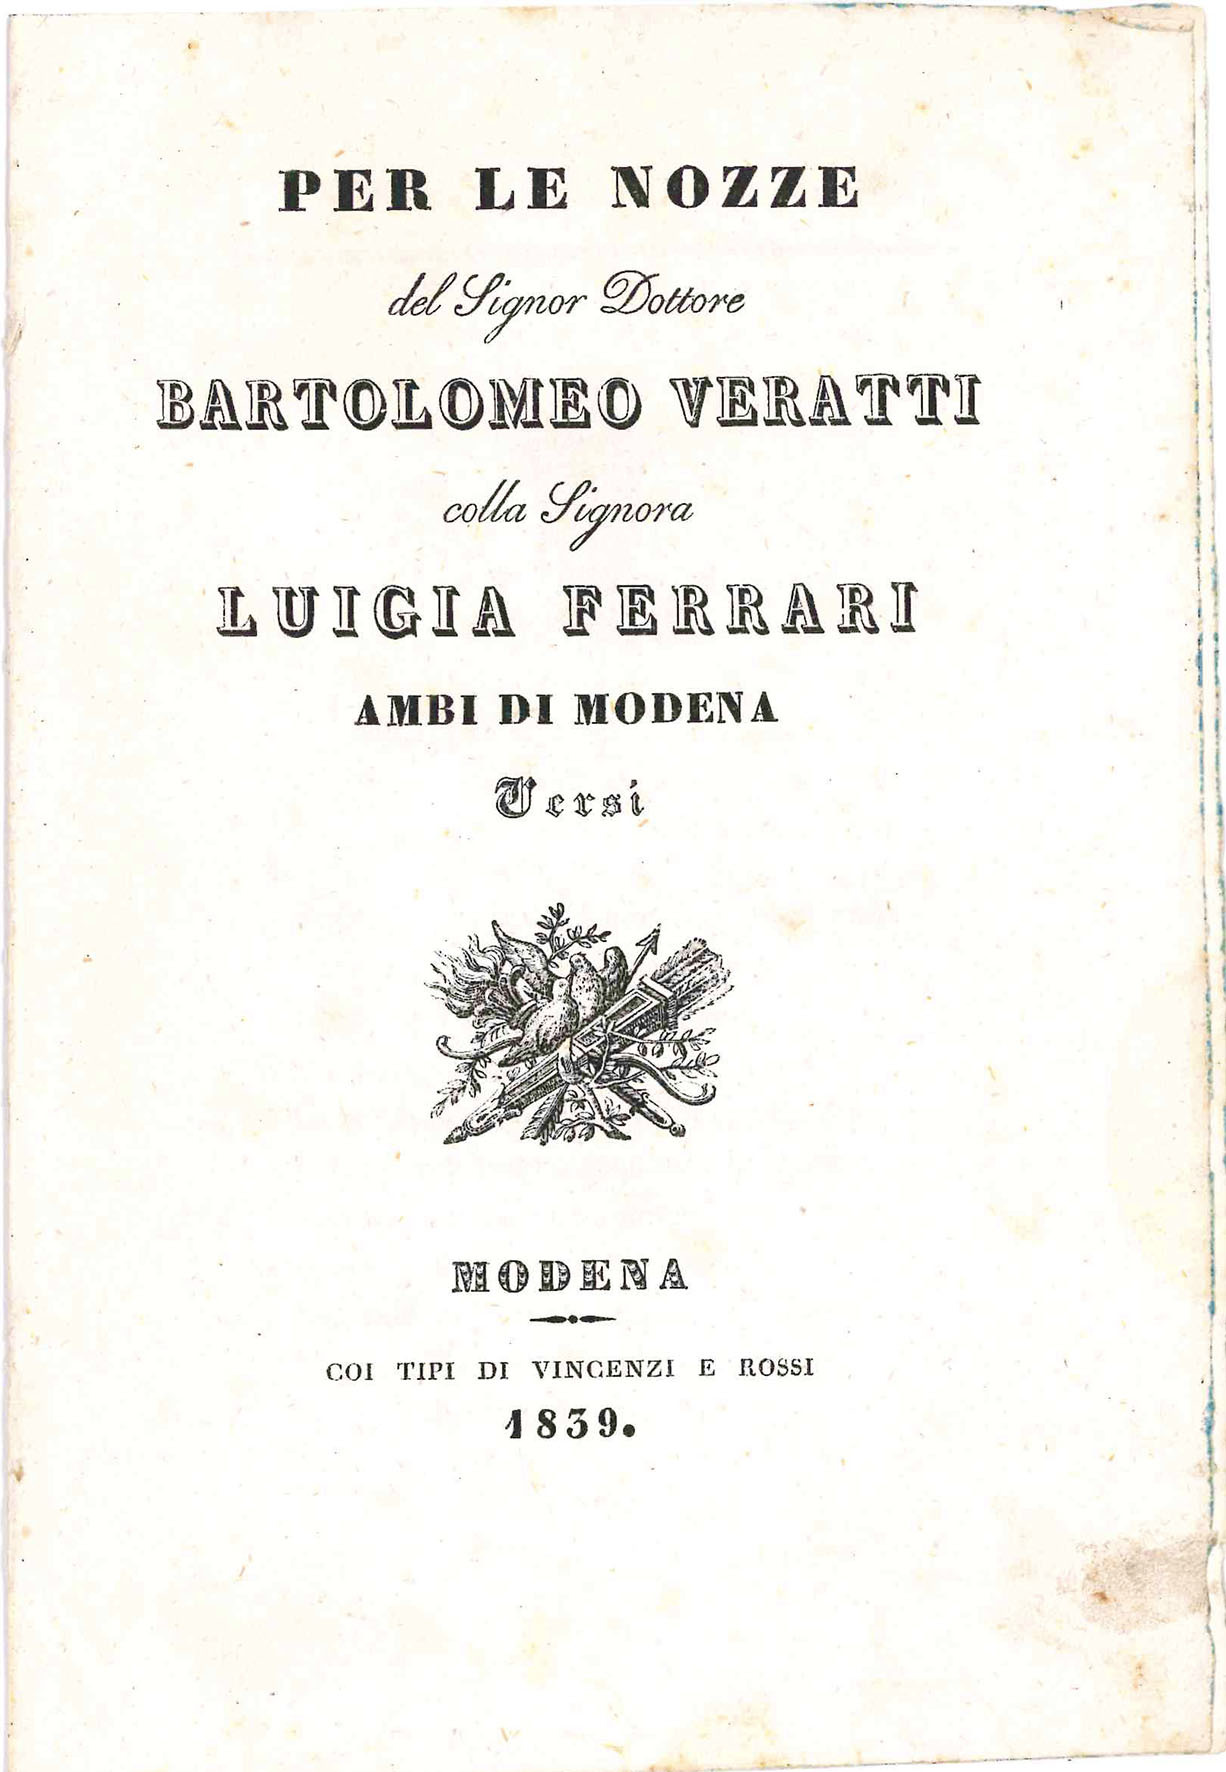 PER LE NOZZE
del Signor Dottore
BARTOLOMEO VERATTI
colla Signora
LUIGIA FERRARI
AMBI DI MODENA
Versi
MODENA
COI TIPI DI VINCENZI E ROSSI
1839.